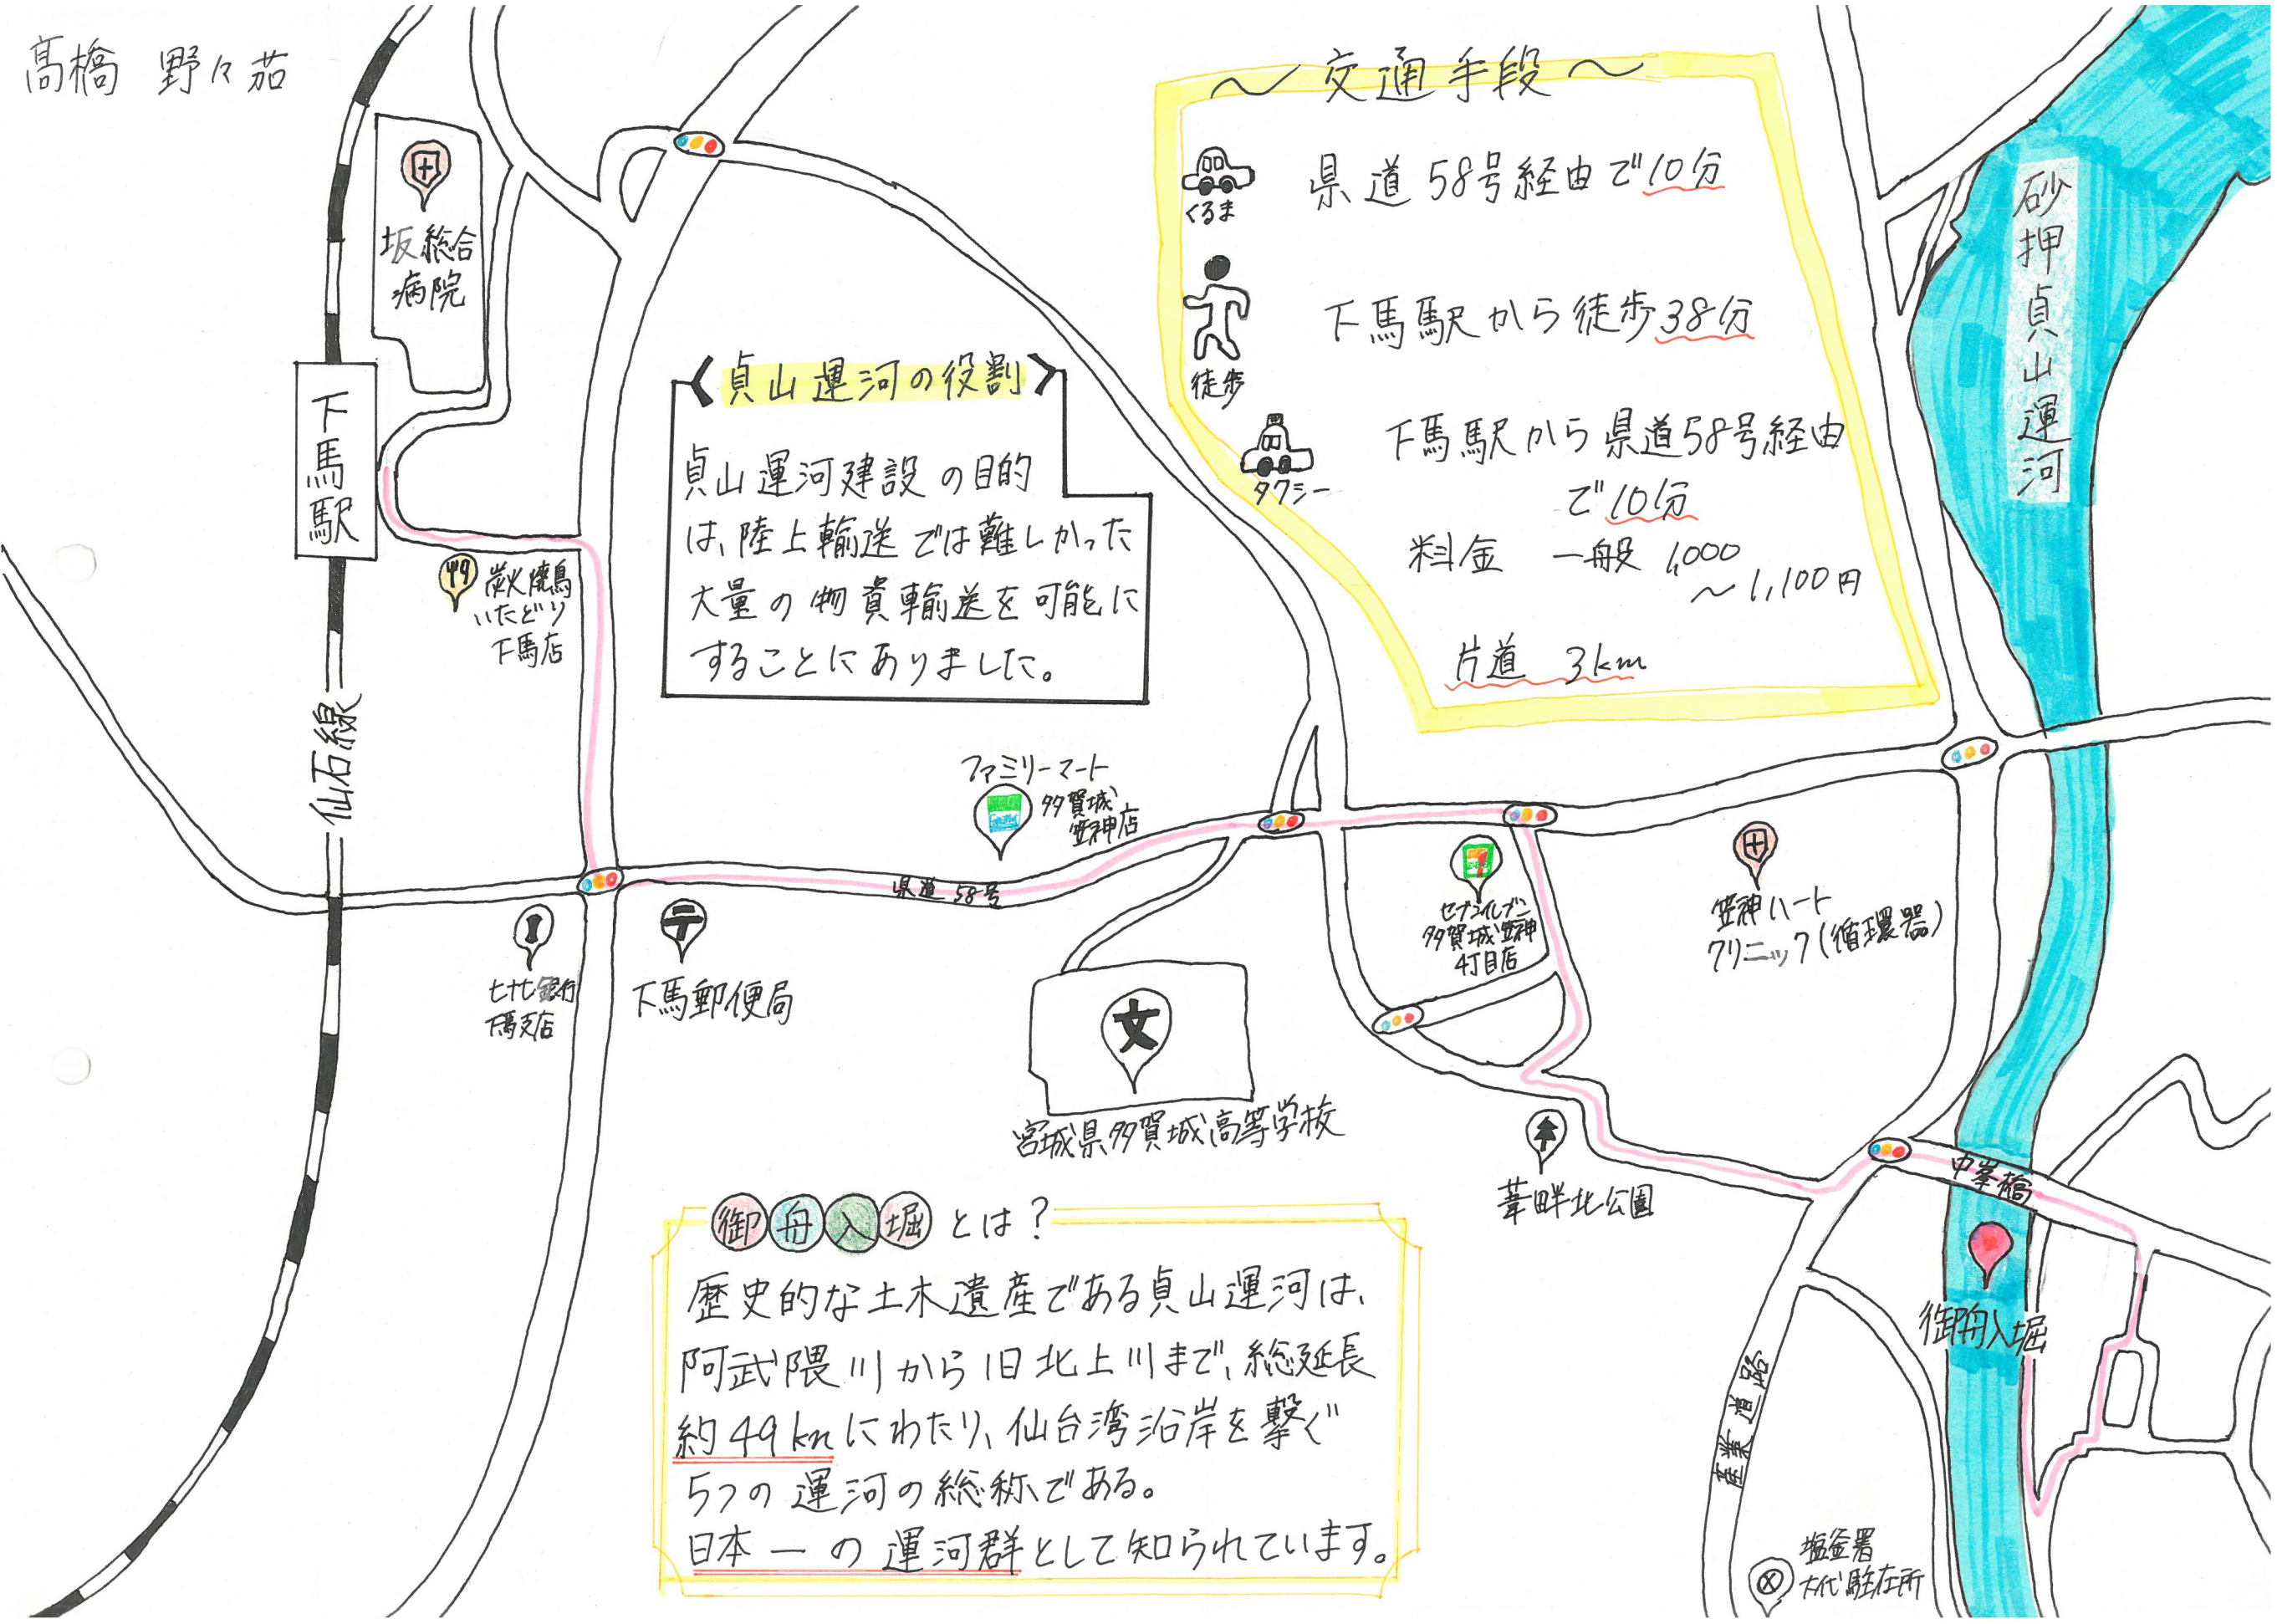 髙橋 野々茄
坂総合
病院
下馬駅
炭火焼鳥
いたどり
下馬店
仙石線
～交通手段～
くるま
県道58号経由で10分
徒歩
下馬駅から徒歩38分
タクシー
下馬駅から県道58号経由
で10分
料金 一般 1,000
～1,100円
片道 3km
砂押貞山運河
貞山運河の役割
貞山運河建設の目的
は、陸上輸送では難しかった
大量の物資輸送を可能に
することにありました。
ファミリーマート
多賀城
笠神店
県道58号
七十七銀行
下馬支店
下馬郵便局
文
宮城県多賀城高等学校
セブンイレブン
多賀城笠神
4丁目店
笠神ハート
クリニック(循環器)
葦畔北公園
中峯橋
御舟入堀
産業道路
塩釜署
大代駐在所
御舟入堀とは?
歴史的な土木遺産である貞山運河は、
阿武隈川から旧北上川まで、総延長
約49kmにわたり、仙台湾沿岸を繋ぐ
5つの運河の総称である。
日本一の運河群として知られています。